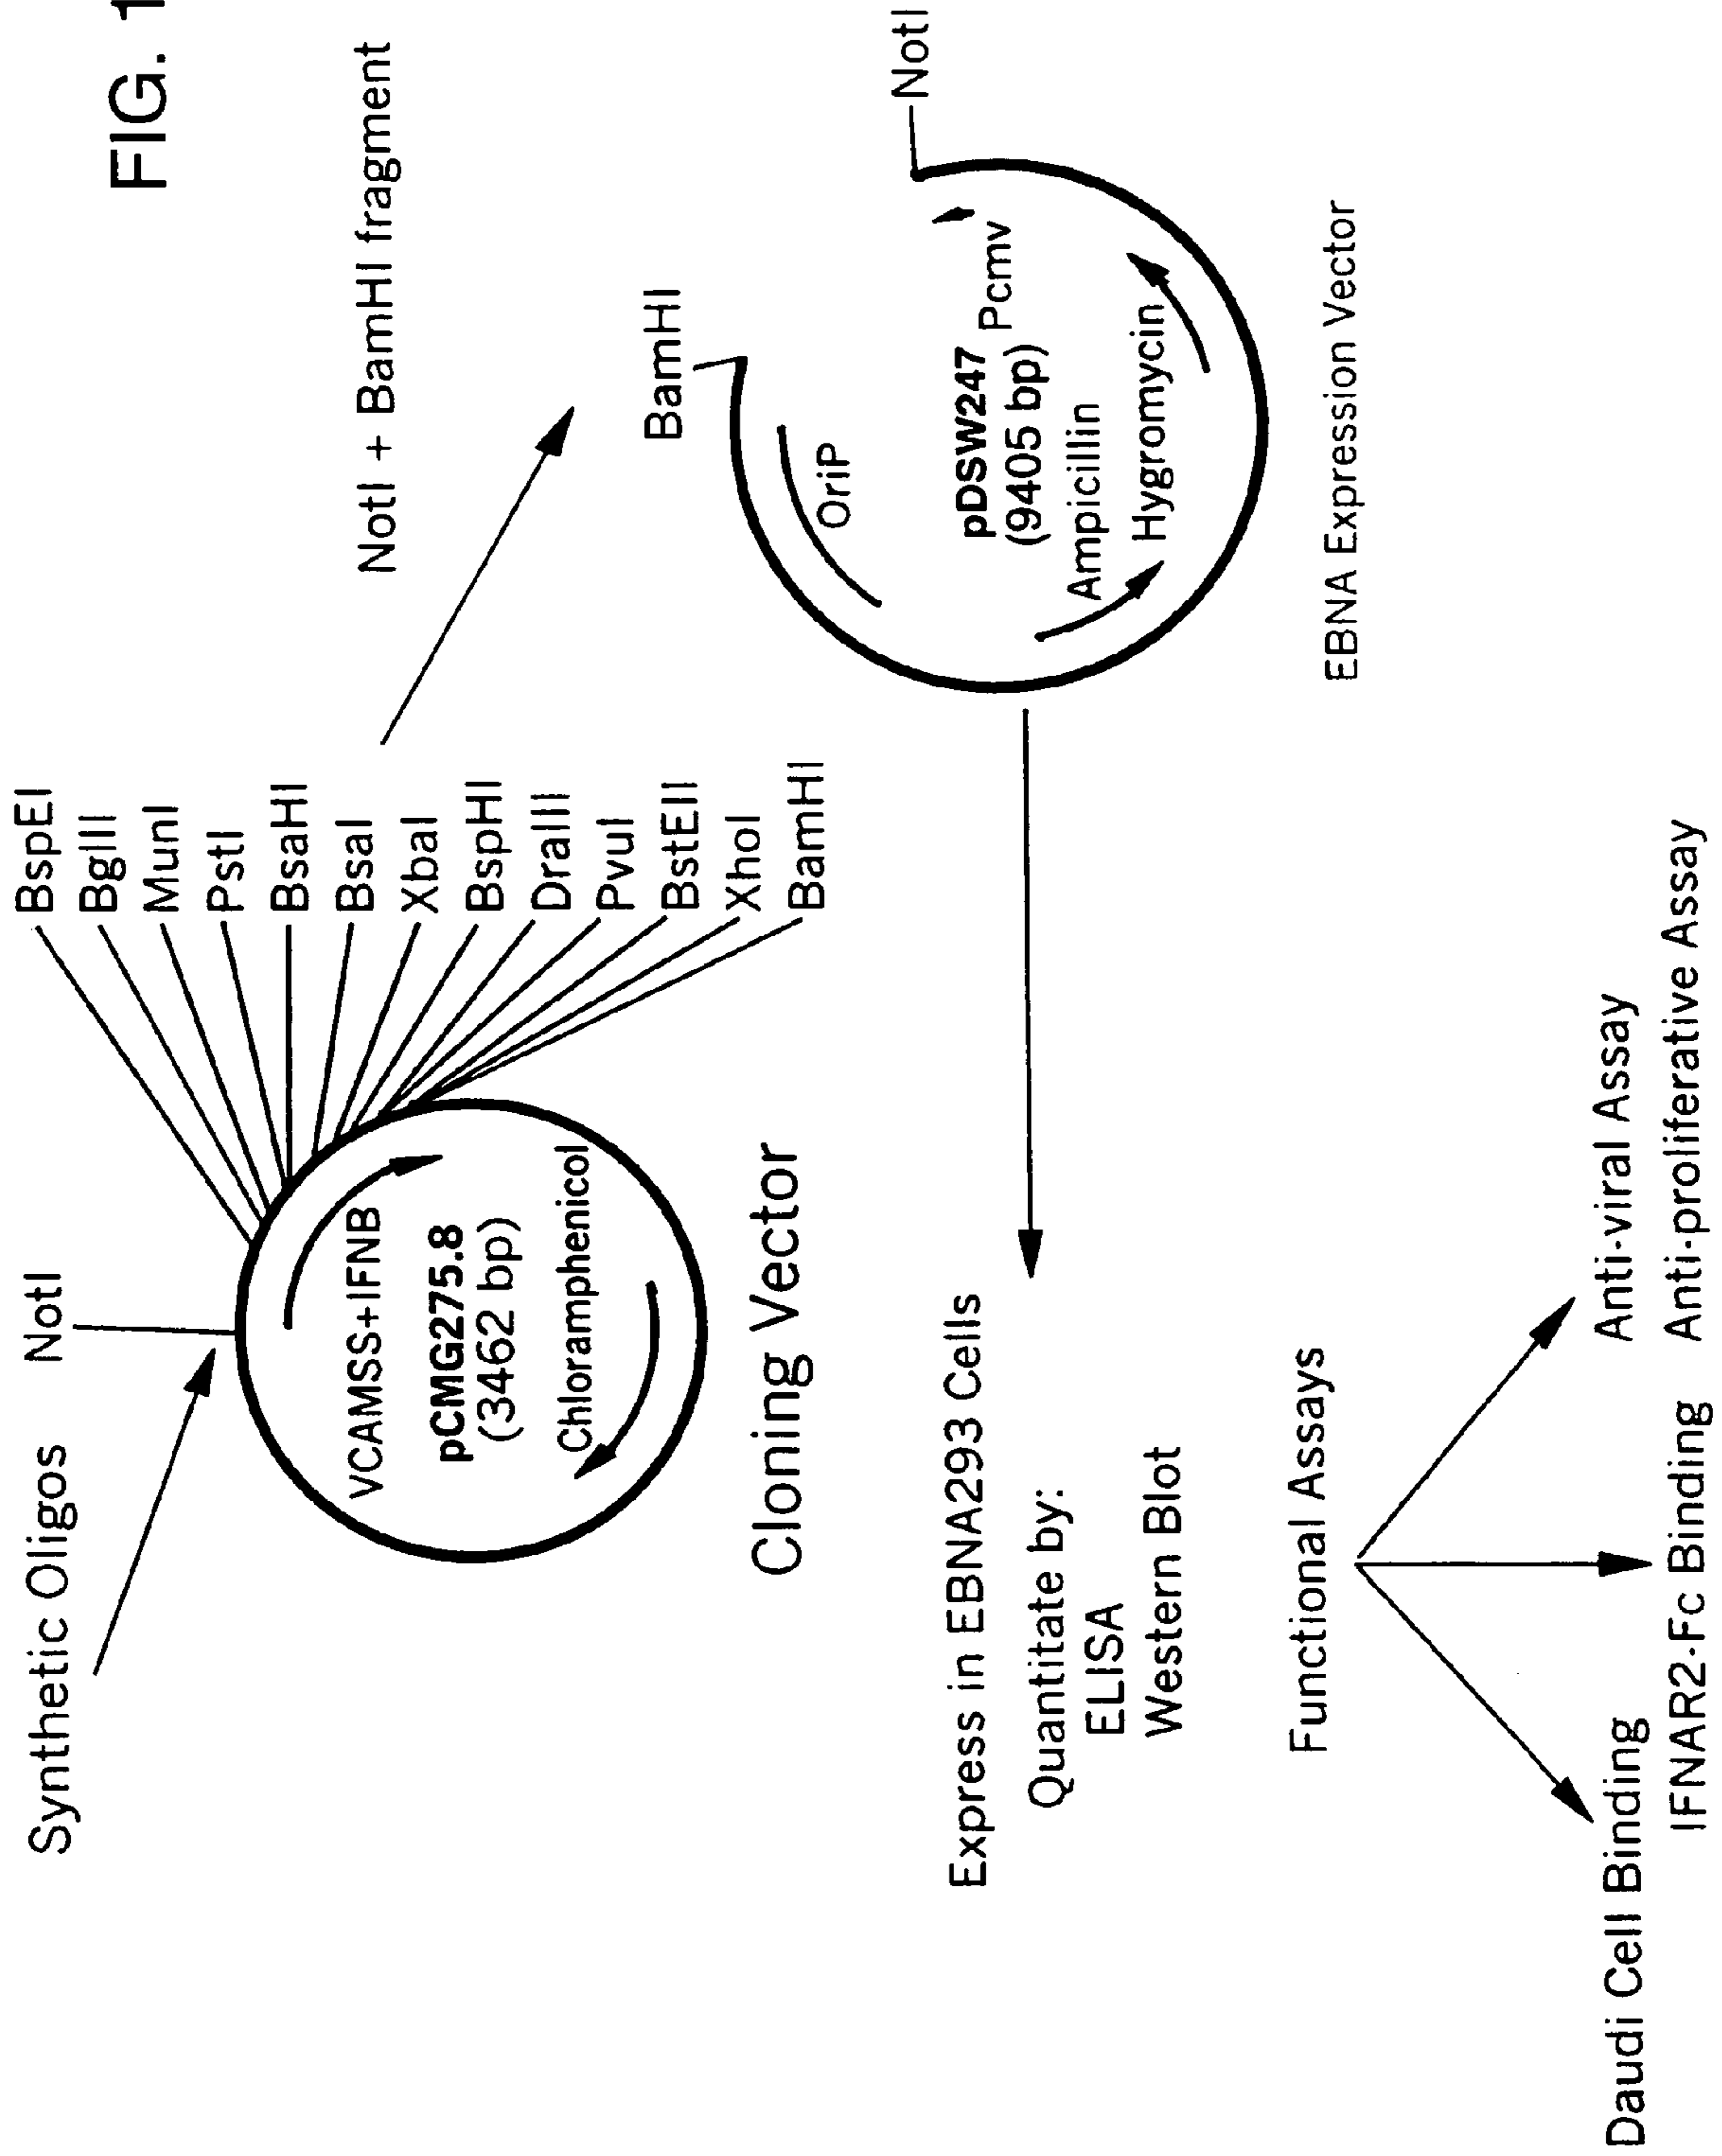 FIG. 1
Synthetic Oligos
NotI
BspEI
BglII
MunI
PstI
BsaHI
BsaI
XbaI
BspHI
DraIII
PvuI
BstEII
XhoI
BamHI
VCAMSS+IFNB
pCMG275.8
(3462 bp)
Chloramphenicol
Cloning Vector
NotI + BamHI fragment
BamHI
NotI
OriP
pDSW247
(9405 bp)
Pcmv
Ampicillin
Hygromycin
EBNA Expression Vector
Express in EBNA293 Cells
Quantitate by:
ELISA
Western Blot
Functional Assays
Daudi Cell Binding
IFNAR2-Fc Binding
Anti-viral Assay
Anti-proliferative Assay